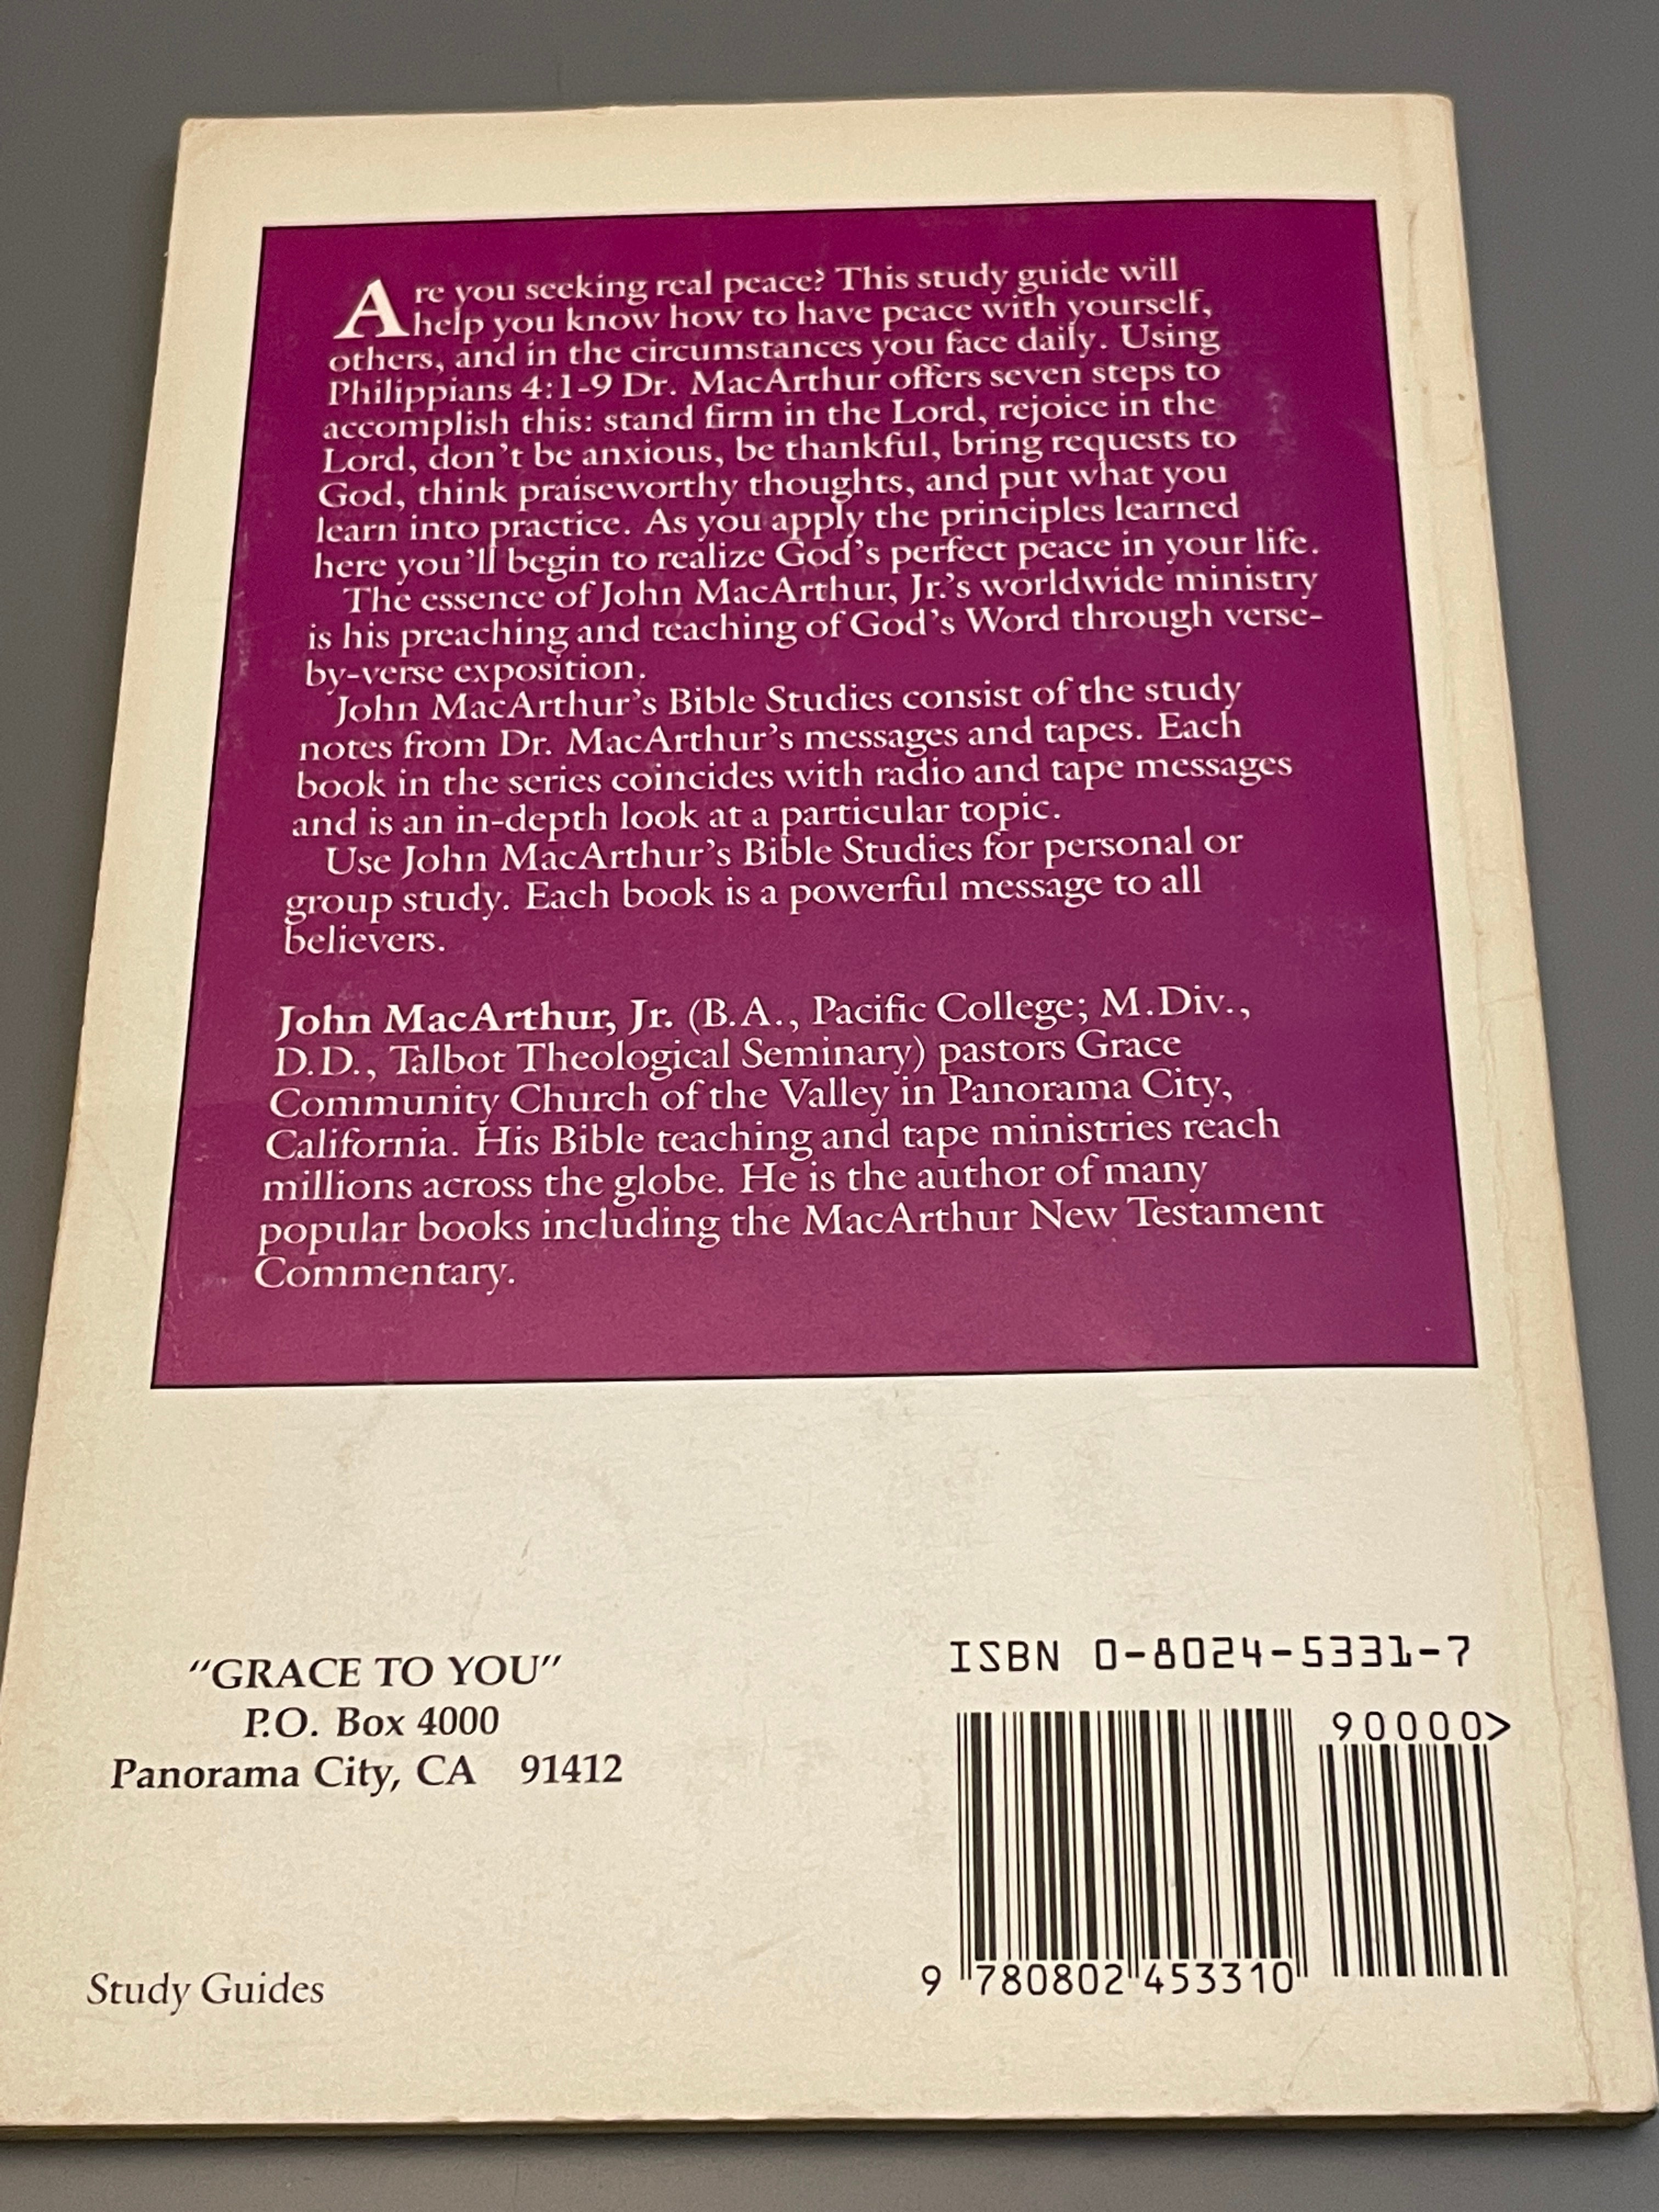 Are you seeking real peace? This study guide will
help you know how to have peace with yourself,
others, and in the circumstances you face daily. Using
Philippians 4:1-9 Dr. MacArthur offers seven steps to
accomplish this: stand firm in the Lord, rejoice in the
Lord, don't be anxious, be thankful, bring requests to
God, think praiseworthy thoughts, and put what you
learn into practice. As you apply the principles learned
here you'll begin to realize God's perfect peace in your life.
The essence of John MacArthur, Jr.'s worldwide ministry
is his preaching and teaching of God's Word through verse-
by-verse exposition.
John MacArthur's Bible Studies consist of the study
notes from Dr. MacArthur's messages and tapes. Each
book in the series coincides with radio and tape messages
and is an in-depth look at a particular topic.
Use John MacArthur's Bible Studies for personal or
group study. Each book is a powerful message to all
believers.
John MacArthur, Jr. (B.A., Pacific College; M.Div.,
D.D., Talbot Theological Seminary) pastors Grace
Community Church of the Valley in Panorama City,
California. His Bible teaching and tape ministries reach
millions across the globe. He is the author of many
popular books including the MacArthur New Testament
Commentary.
"GRACE TO YOU"
P.O. Box 4000
Panorama City, CA 91412
Study Guides
ISBN 0-8024-5331-7
90000>
9 780802 453310